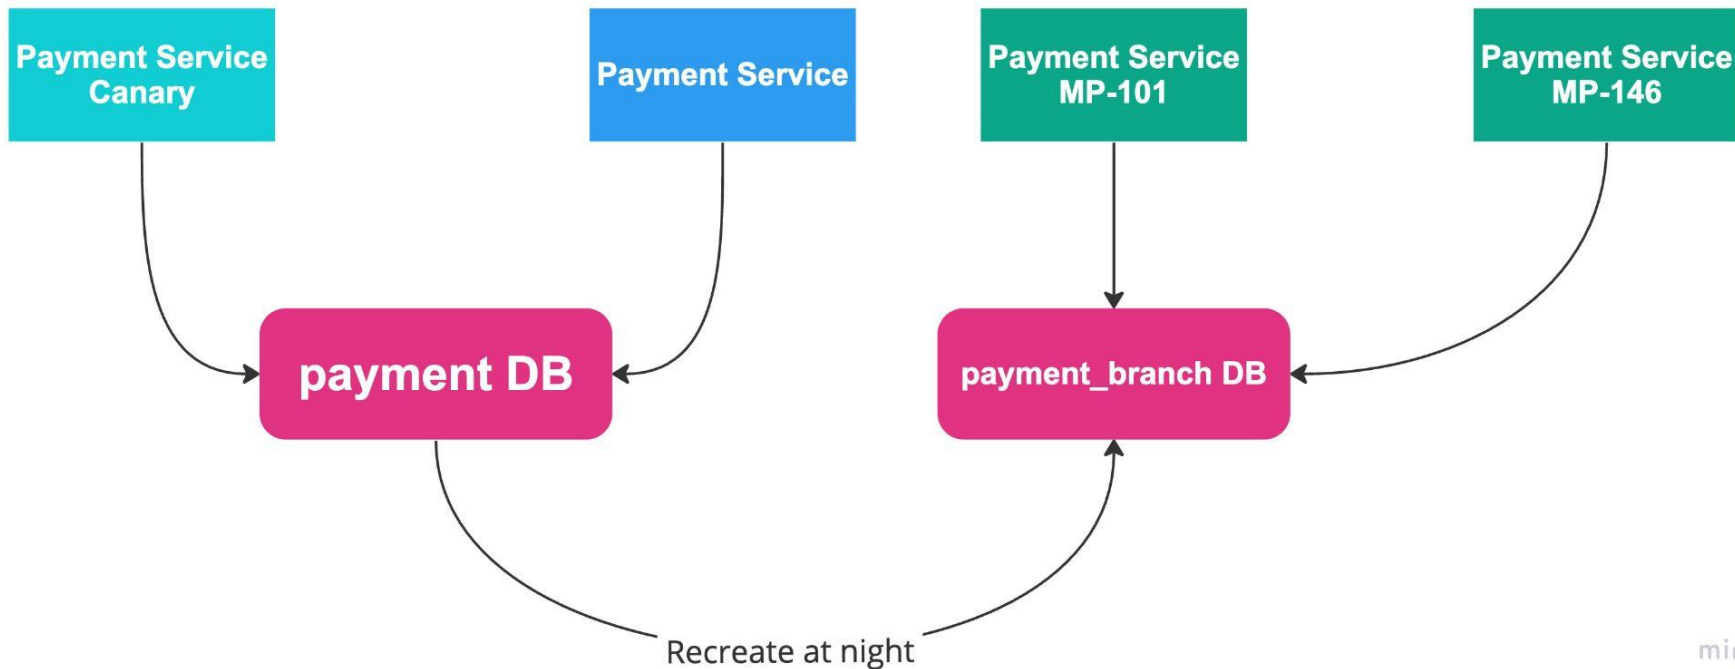 Payment Service
Canary
Payment Service
Payment Service
MP-101
Payment Service
MP-146
payment DB
payment_branch DB
Recreate at night